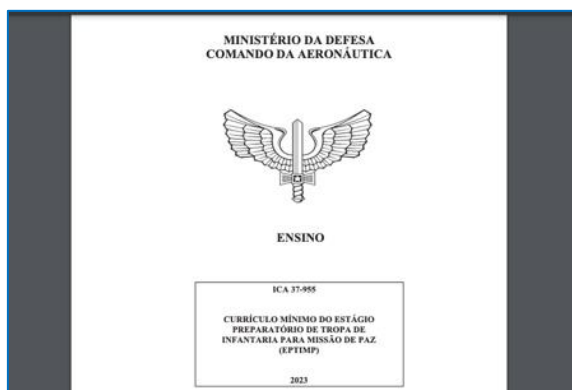 MINISTÉRIO DA DEFESA
COMANDO DA AERONÁUTICA
ENSINO
ICA 37-955
CURRÍCULO MÍNIMO DO ESTÁGIO
PREPARATÓRIO DE TROPA DE
INFANTARIA PARA MISSÃO DE PAZ
(EPTIMP)
2023